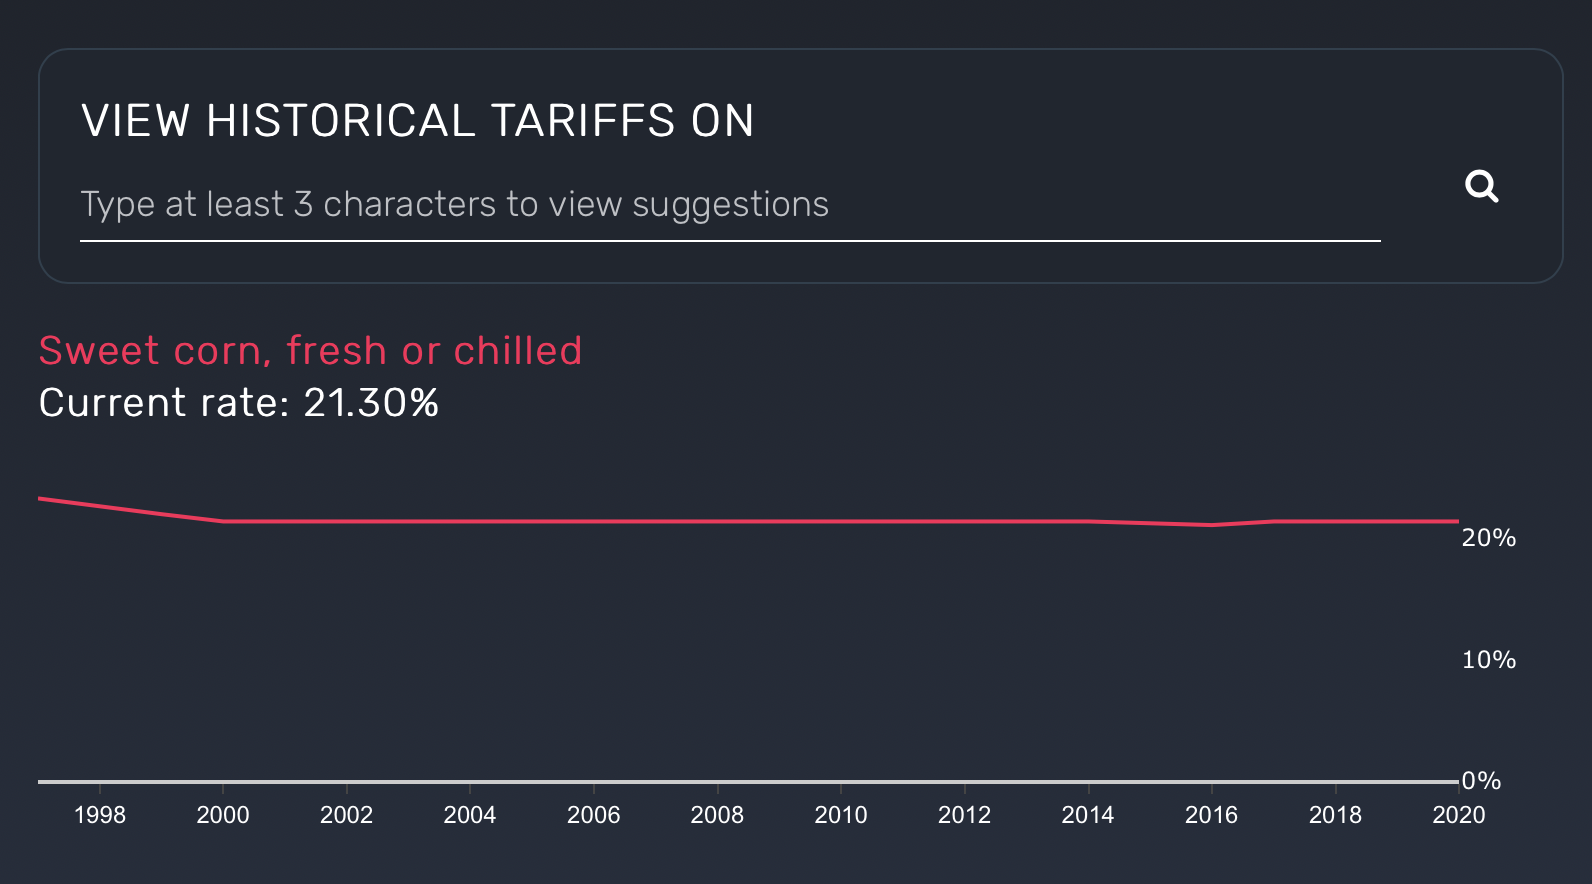 VIEW HISTORICAL TARIFFS ON
Type at least 3 characters to view suggestions
Sweet corn, fresh or chilled
Current rate: 21.30%
20%
10%
0%
1998 2000 2002 2004 2006 2008 2010 2012 2014 2016 2018 2020